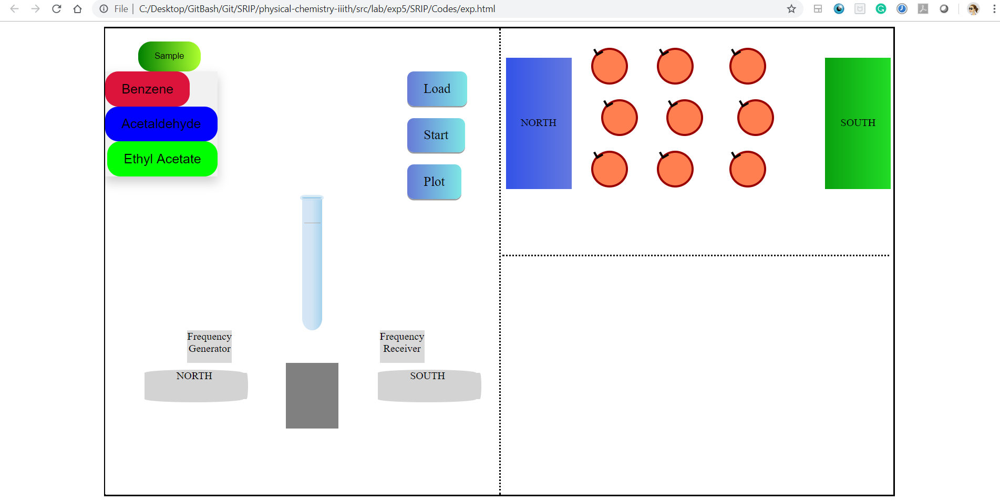 File
C:/Desktop/GitBash/Git/SRIP/physical-chemistry-iiith/src/lab/exp5/SRIP/Codes/exp.html
Sample
Benzene
Acetaldehyde
Ethyl Acetate
Load
Start
Plot
Frequency
Generator
Frequency
Receiver
NORTH
SOUTH
NORTH
SOUTH